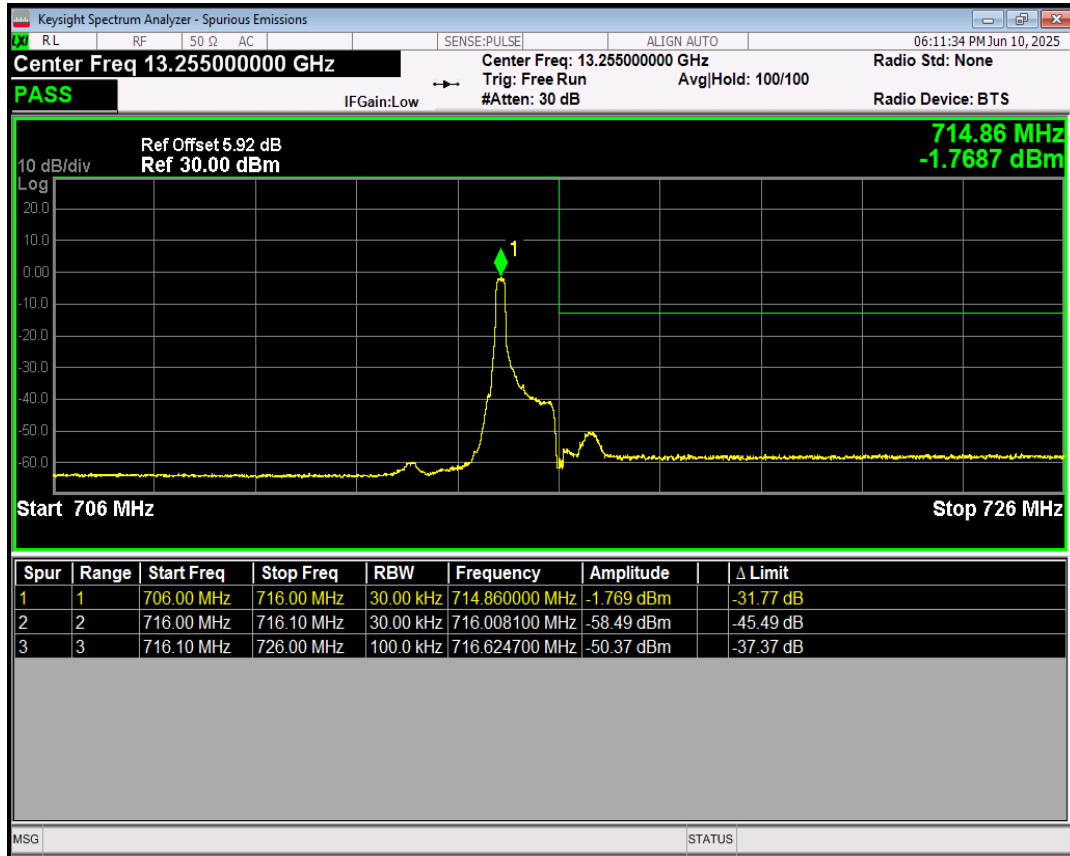 Keysight Spectrum Analyzer - Spurious Emissions
LXI RL RF 50 Ω AC SENSE:PULSE ALIGN AUTO 06:11:34 PM Jun 10, 2025
Center Freq 13.255000000 GHz Center Freq: 13.255000000 GHz Radio Std: None
Trig: Free Run Avg|Hold: 100/100
PASS IFGain:Low #Atten: 30 dB Radio Device: BTS
714.86 MHz
Ref Offset 5.92 dB
10 dB/div Ref 30.00 dBm -1.7687 dBm
Log
20.0
10.0
1
0.00
-10.0
-20.0
-30.0
-40.0
-50.0
-60.0
Start 706 MHz Stop 726 MHz
Spur Range Start Freq Stop Freq RBW Frequency Amplitude Δ Limit
1 1 706.00 MHz 716.00 MHz 30.00 kHz 714.860000 MHz -1.769 dBm -31.77 dB
2 2 716.00 MHz 716.10 MHz 30.00 kHz 716.008100 MHz -58.49 dBm -45.49 dB
3 3 716.10 MHz 726.00 MHz 100.0 kHz 716.624700 MHz -50.37 dBm -37.37 dB
MSG STATUS